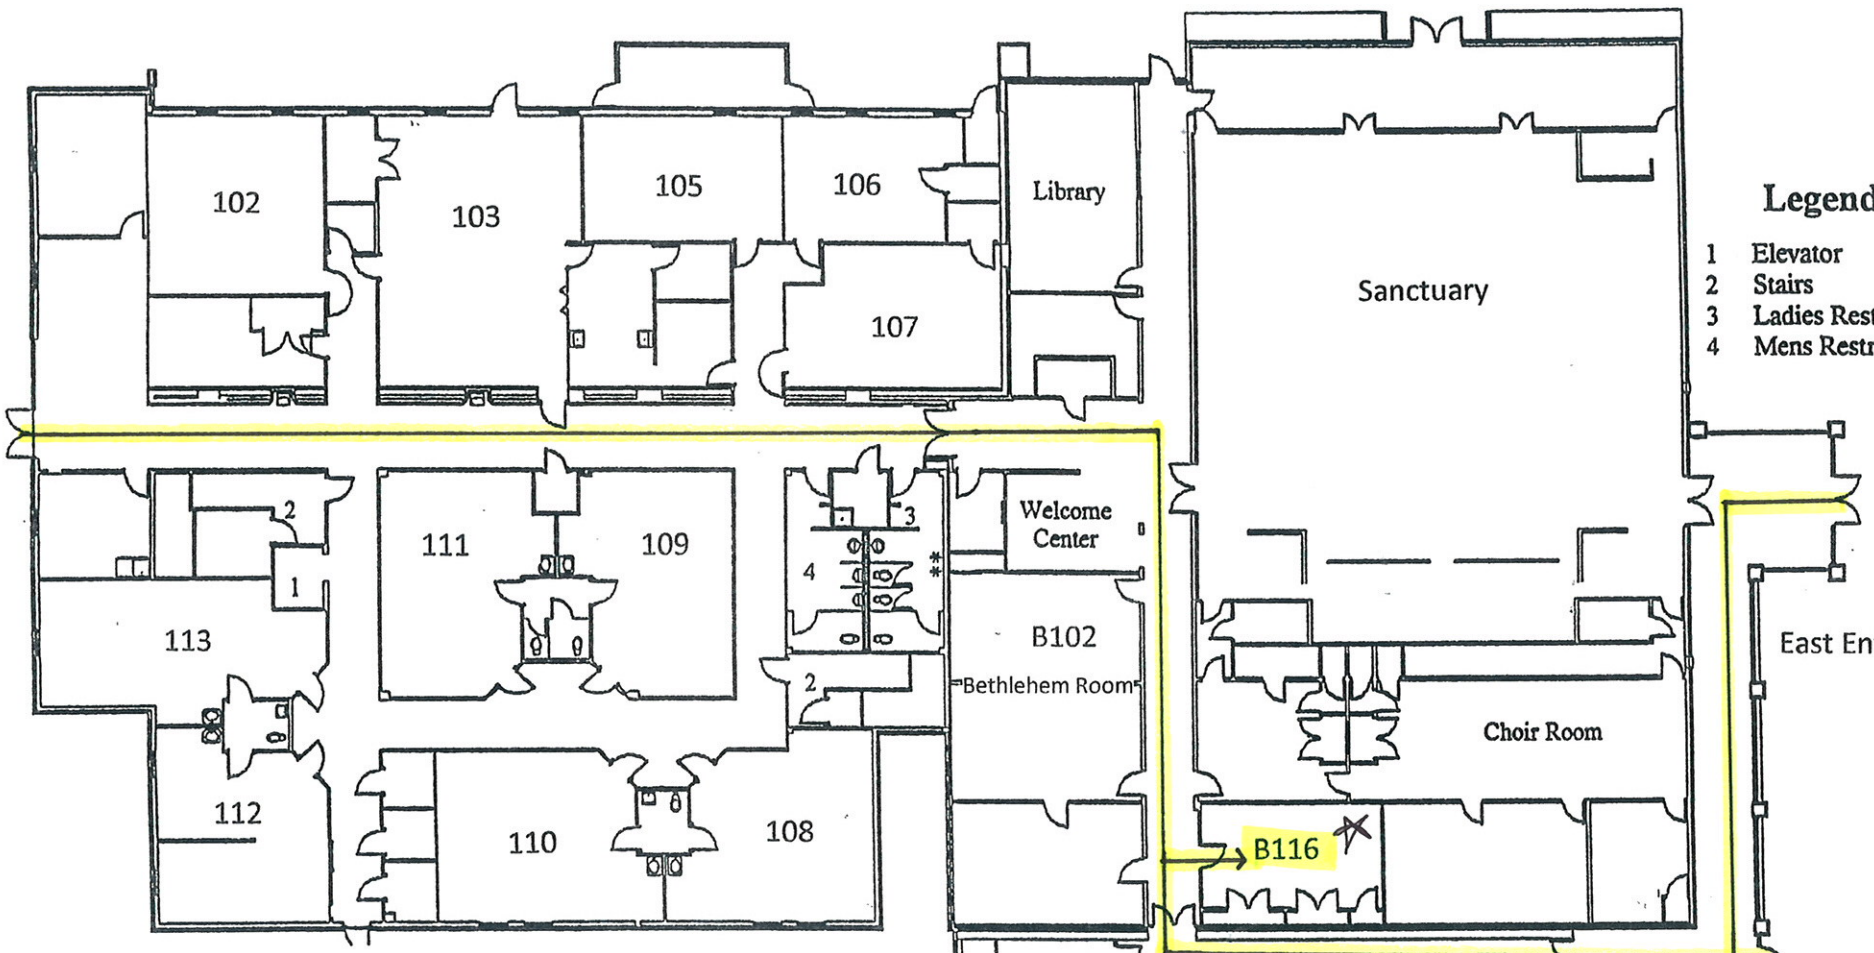 102
103
105
106
107
Library
Sanctuary
Legend
1 Elevator
2 Stairs
3 Ladies Rest
4 Mens Restr
2
1
111
109
4
3
**
Welcome
Center
113
B102
Bethlehem Room
2
East En
Choir Room
112
110
108
B116